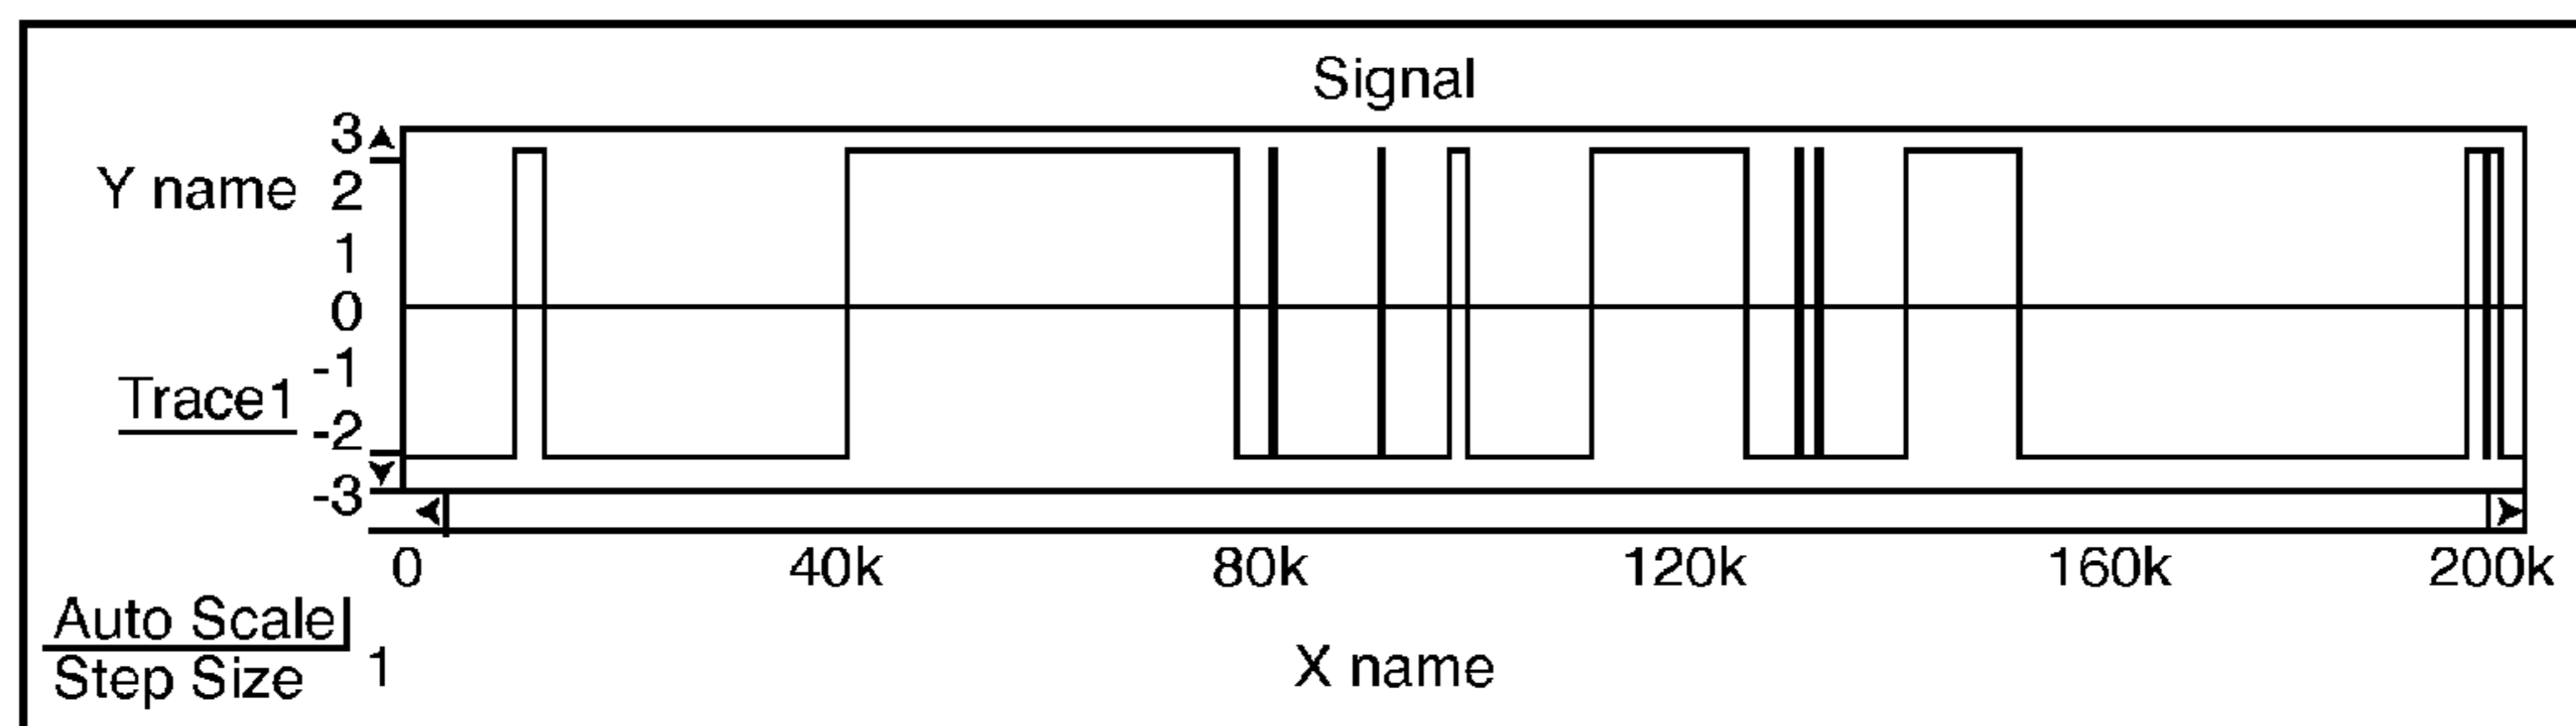 Signal
3
Y name 2
1
0
-1
Trace1
-2
-3
0 40k 80k 120k 160k 200k
Auto Scale
Step Size 1 X name